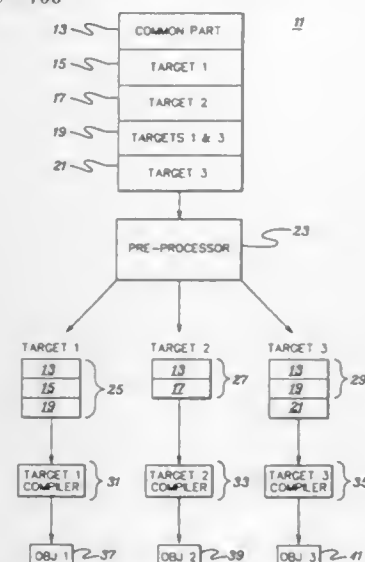 11
13 COMMON PART
15 TARGET 1
17 TARGET 2
19 TARGETS 1 & 3
21 TARGET 3
PRE-PROCESSOR 23
TARGET 1 TARGET 2 TARGET 3
13 13 13
15 25 17 27 19 29
19 21
TARGET 1 COMPILER 31 TARGET 2 COMPILER 33 TARGET 3 COMPILER 35
OBJ 1 37 OBJ 2 39 OBJ 3 41